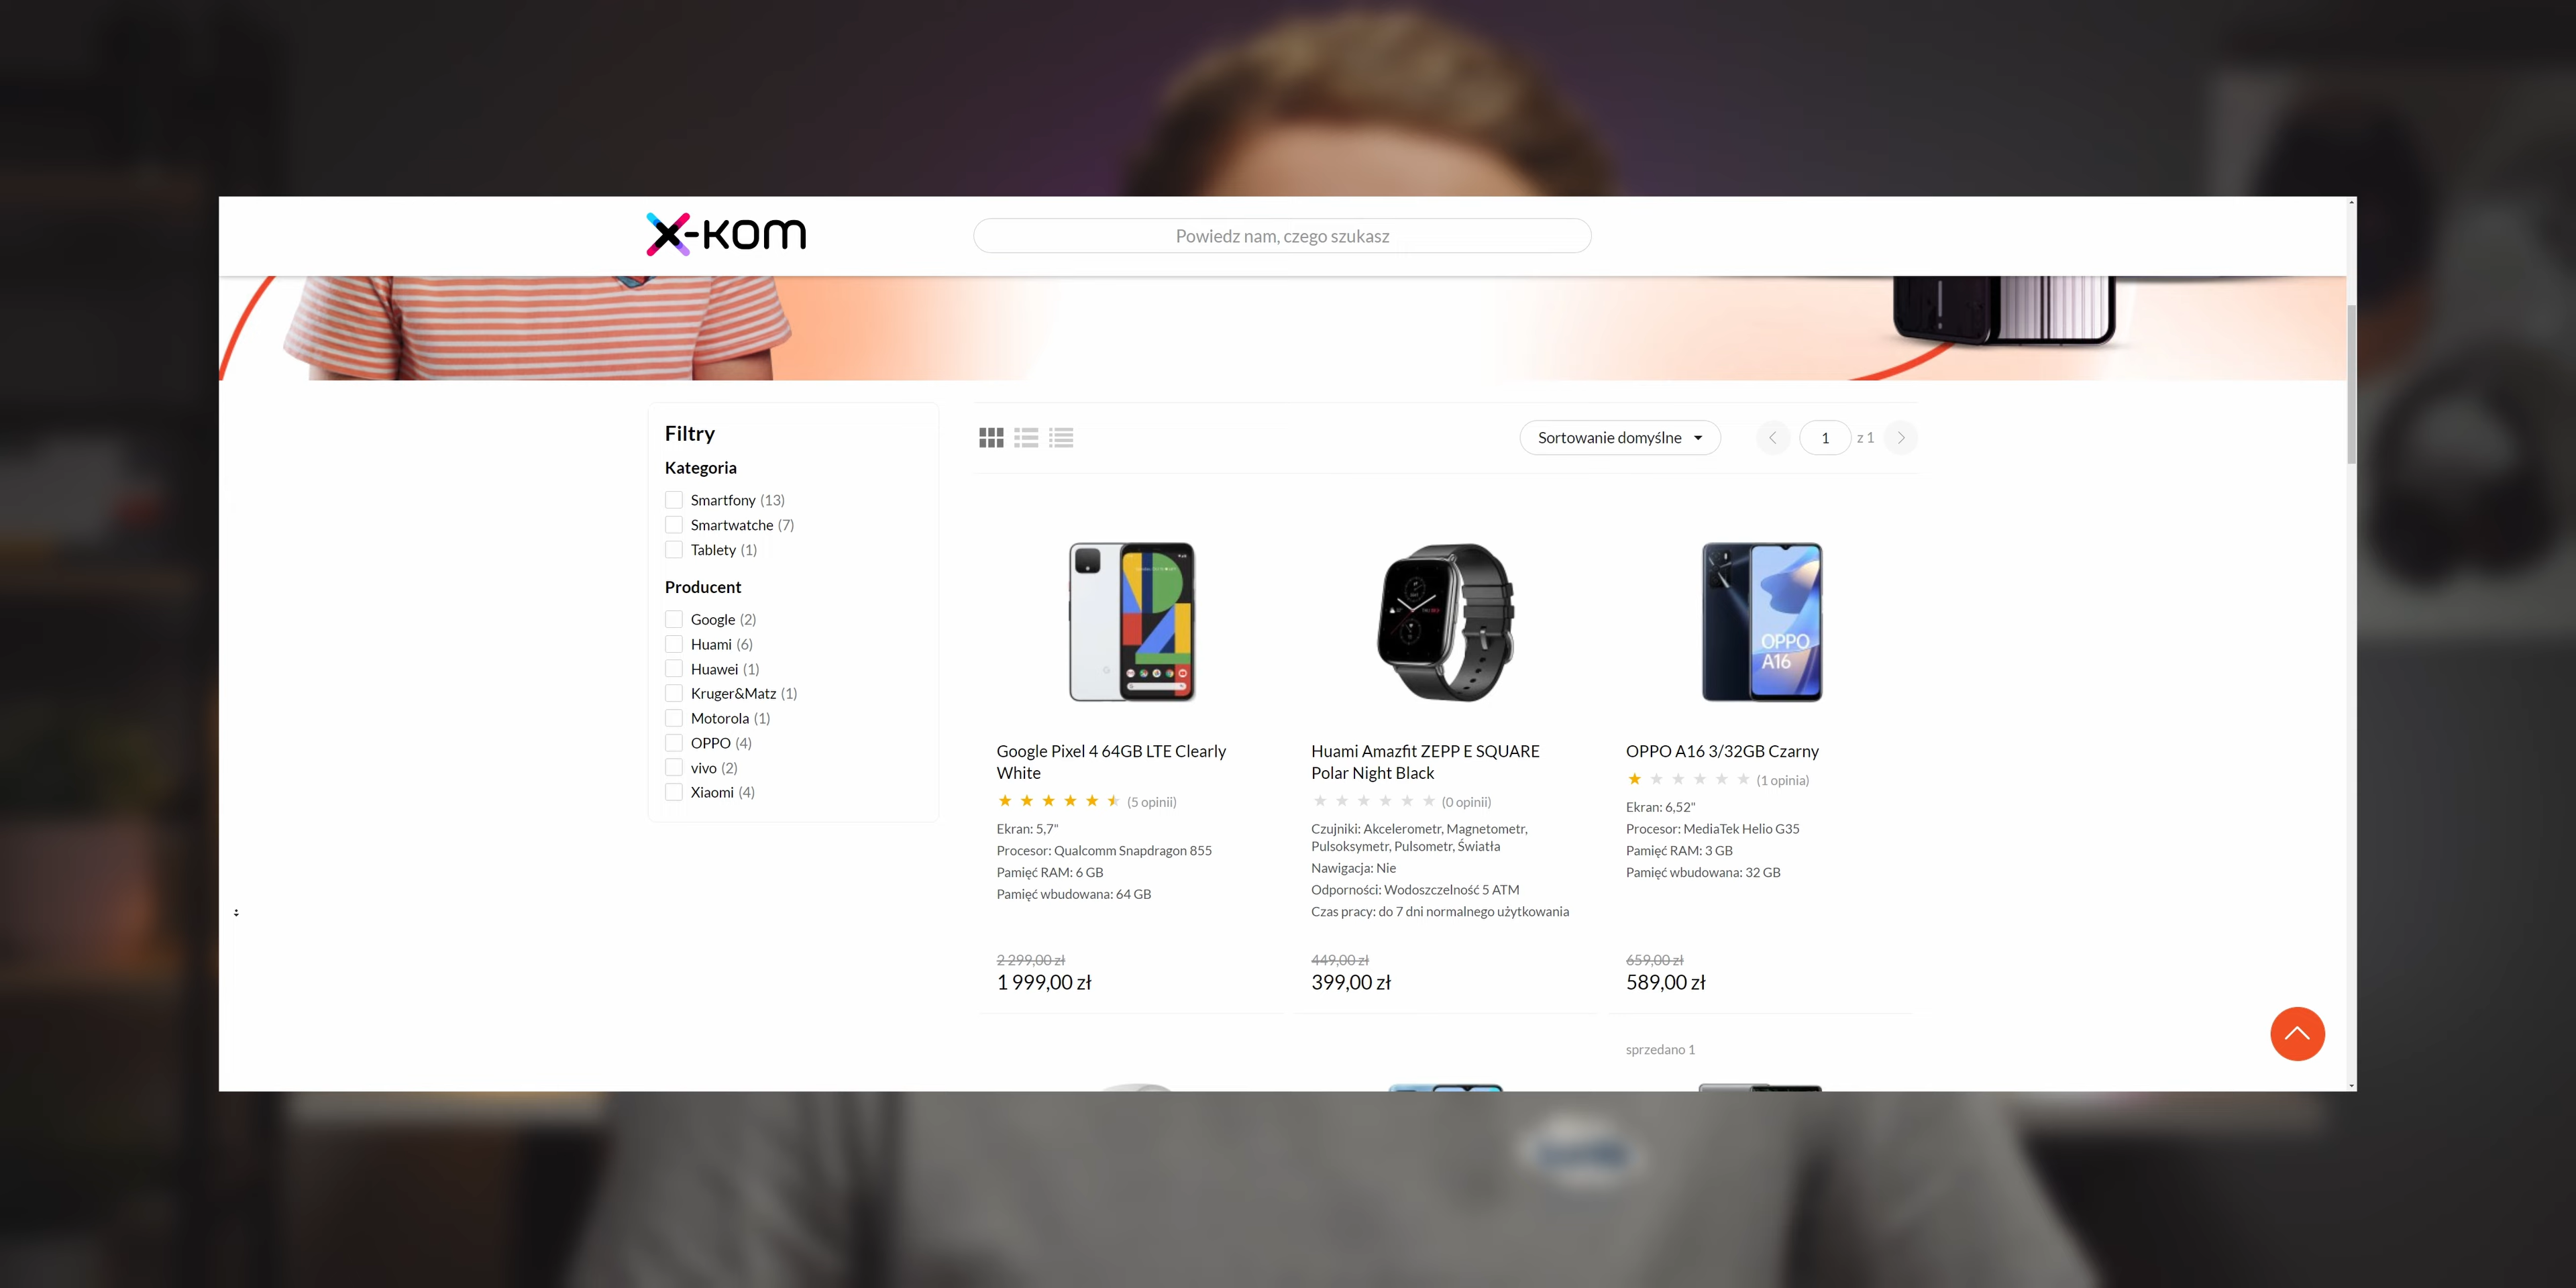 x-kom
Powiedz nam, czego szukasz
Filtry
Kategoria
Smartfony (13)
Smartwatche (7)
Tablety (1)
Producent
Google (2)
Huami (6)
Huawei (1)
Kruger&Matz (1)
Motorola (1)
OPPO (4)
vivo (2)
Xiaomi (4)
Sortowanie domyślne
1 z 1
OPPO
A16
Google Pixel 4 64GB LTE Clearly
White
(5 opinii)
Ekran: 5,7"
Procesor: Qualcomm Snapdragon 855
Pamięć RAM: 6 GB
Pamięć wbudowana: 64 GB
2 299,00 zł
1 999,00 zł
Huami Amazfit ZEPP E SQUARE
Polar Night Black
(0 opinii)
Czujniki: Akcelerometr, Magnetometr,
Pulsoksymetr, Pulsometr, Światła
Nawigacja: Nie
Odporności: Wodoszczelność 5 ATM
Czas pracy: do 7 dni normalnego użytkowania
449,00 zł
399,00 zł
OPPO A16 3/32GB Czarny
(1 opinia)
Ekran: 6,52"
Procesor: MediaTek Helio G35
Pamięć RAM: 3 GB
Pamięć wbudowana: 32 GB
659,00 zł
589,00 zł
sprzedano 1